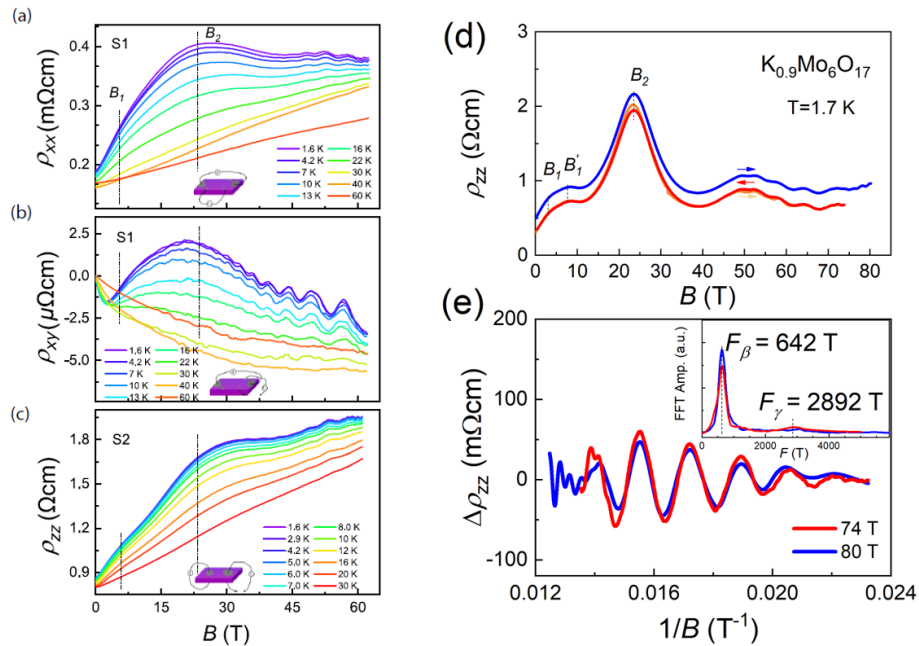 (a)
S1
B2
B1
ρxx (mΩcm)
0.4
0.3
0.2
1.6 K
16 K
4.2 K
22 K
7 K
30 K
10 K
40 K
13 K
60 K
(b)
S1
ρxy (μΩcm)
2.5
0.0
-2.5
-5.0
1.6 K
16 K
4.2 K
22 K
7 K
30 K
10 K
40 K
13 K
60 K
(c)
S2
ρzz (Ωcm)
1.8
1.5
1.2
0.9
1.6 K
8.0 K
2.9 K
10 K
4.2 K
12 K
5.0 K
16 K
6.0 K
20 K
7.0 K
30 K
0
15
30
45
60
B (T)
(d)
K0.9Mo6O17
T=1.7 K
B2
B1
B'1
ρzz (Ωcm)
3
2
1
0
0 10 20 30 40 50 60 70 80
B (T)
(e)
Δρzz (mΩcm)
200
100
0
-100
FFT Amp. (a.u.)
Fβ = 642 T
Fγ = 2892 T
0 2000 4000
F (T)
74 T
80 T
0.012 0.016 0.020 0.024
1/B (T-1)